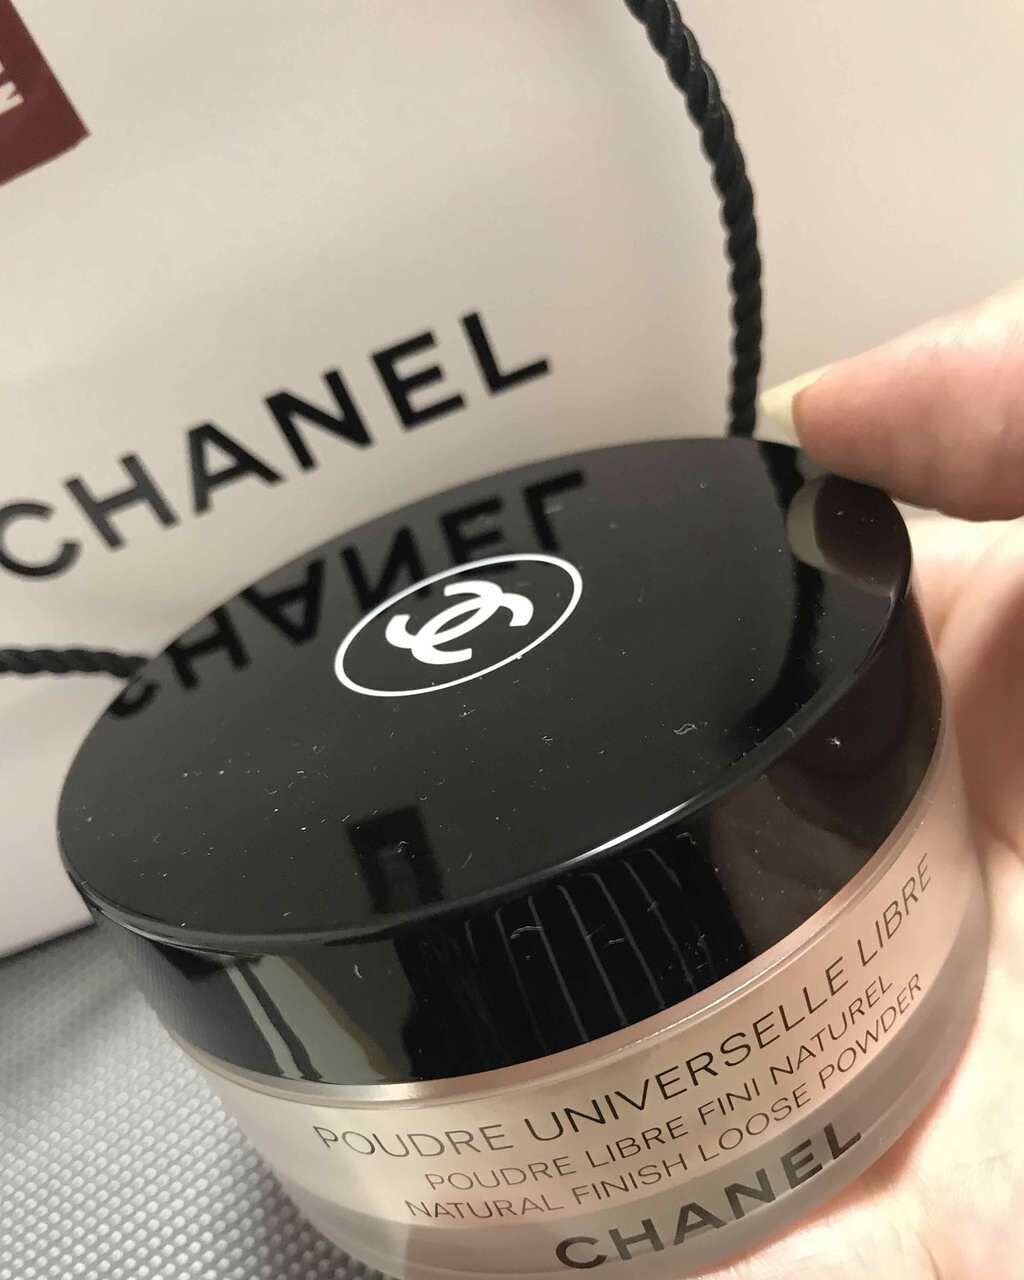 CHANEL
POUDRE UNIVERSELLE LIBRE
POUDRE LIBRE FINI NATUREL
NATURAL FINISH LOOSE POWDER
CHANEL